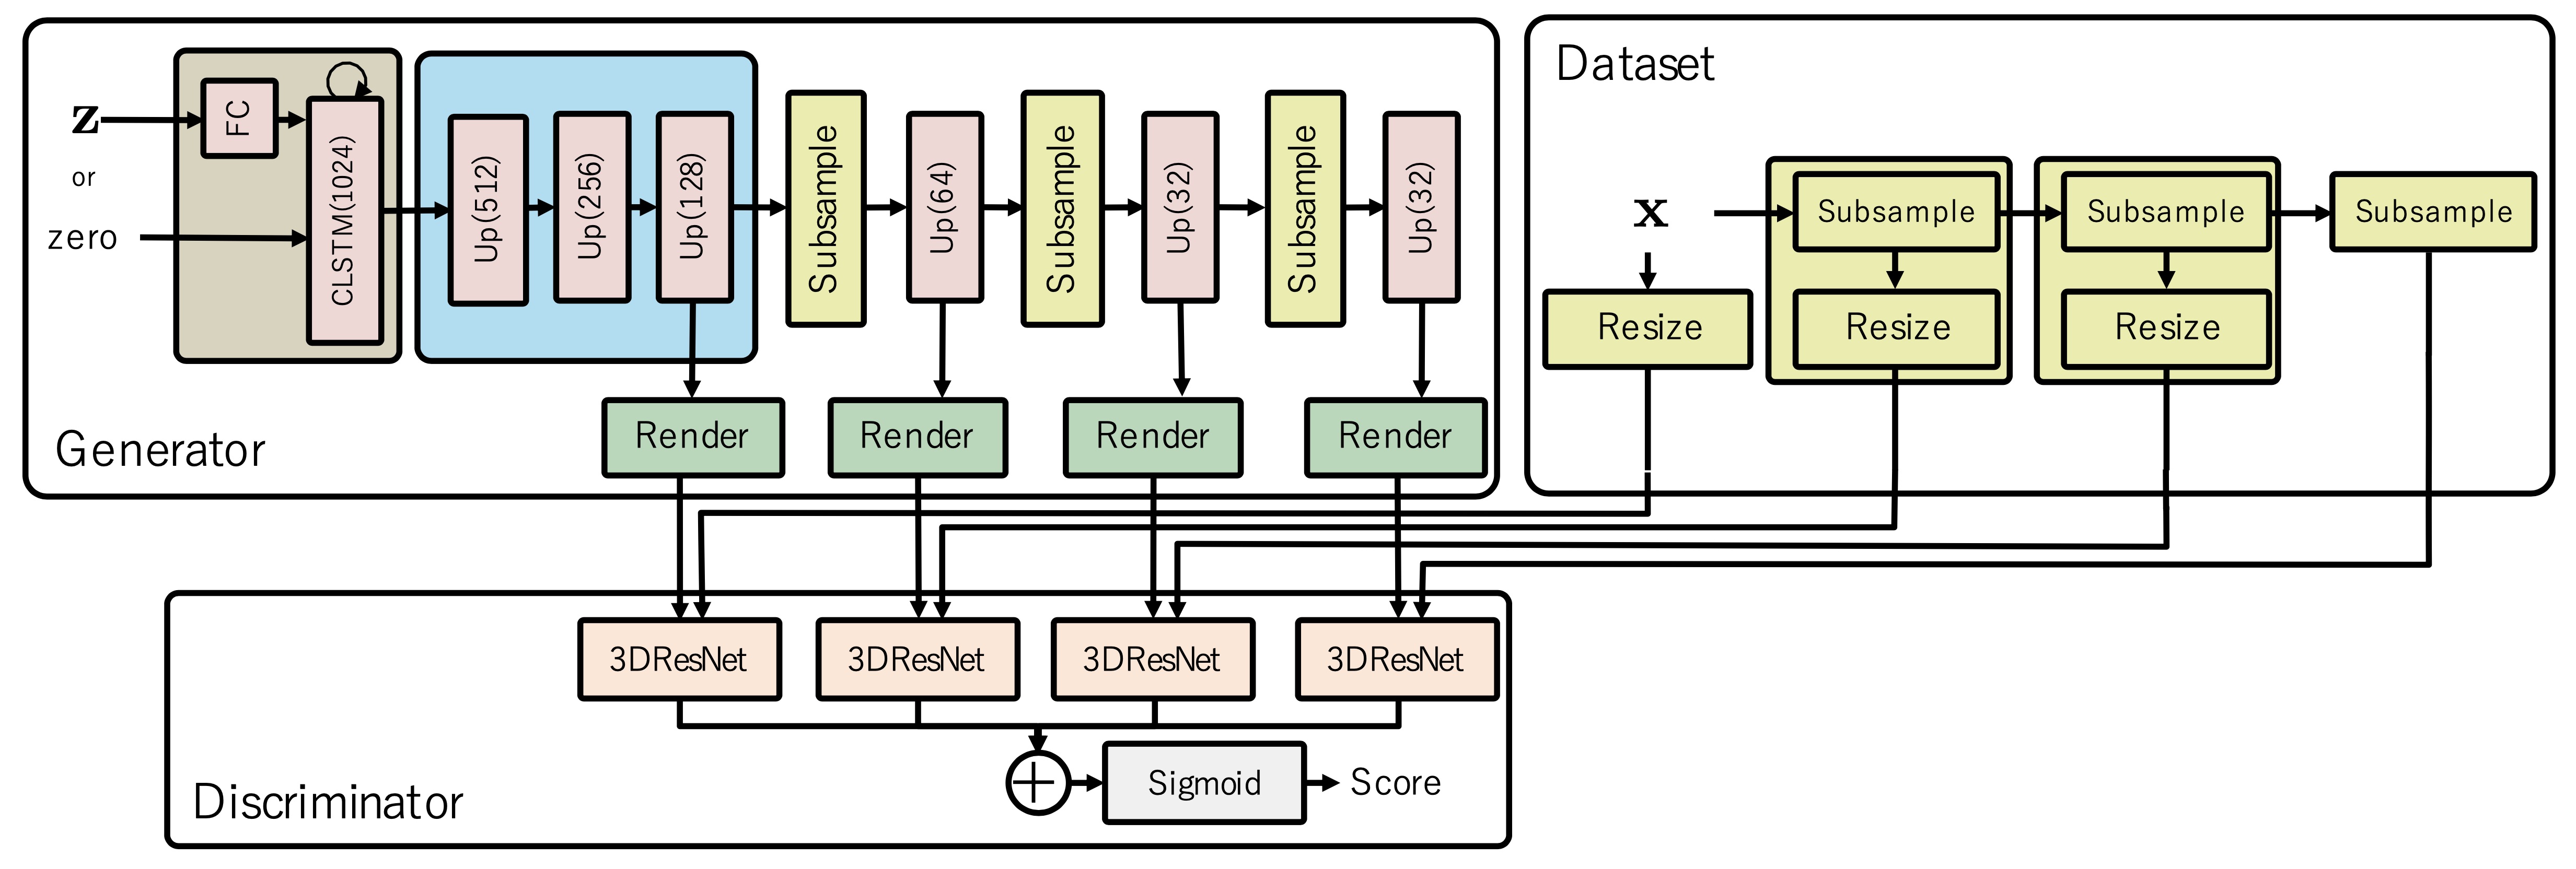 Generator
z
or
zero
FC
CLSTM(1024)
Up(512)
Up(256)
Up(128)
Subsample
Up(64)
Subsample
Up(32)
Subsample
Up(32)
Render
Render
Render
Render
Dataset
x
Subsample
Subsample
Subsample
Resize
Resize
Resize
Discriminator
3DResNet
3DResNet
3DResNet
3DResNet
Sigmoid
Score